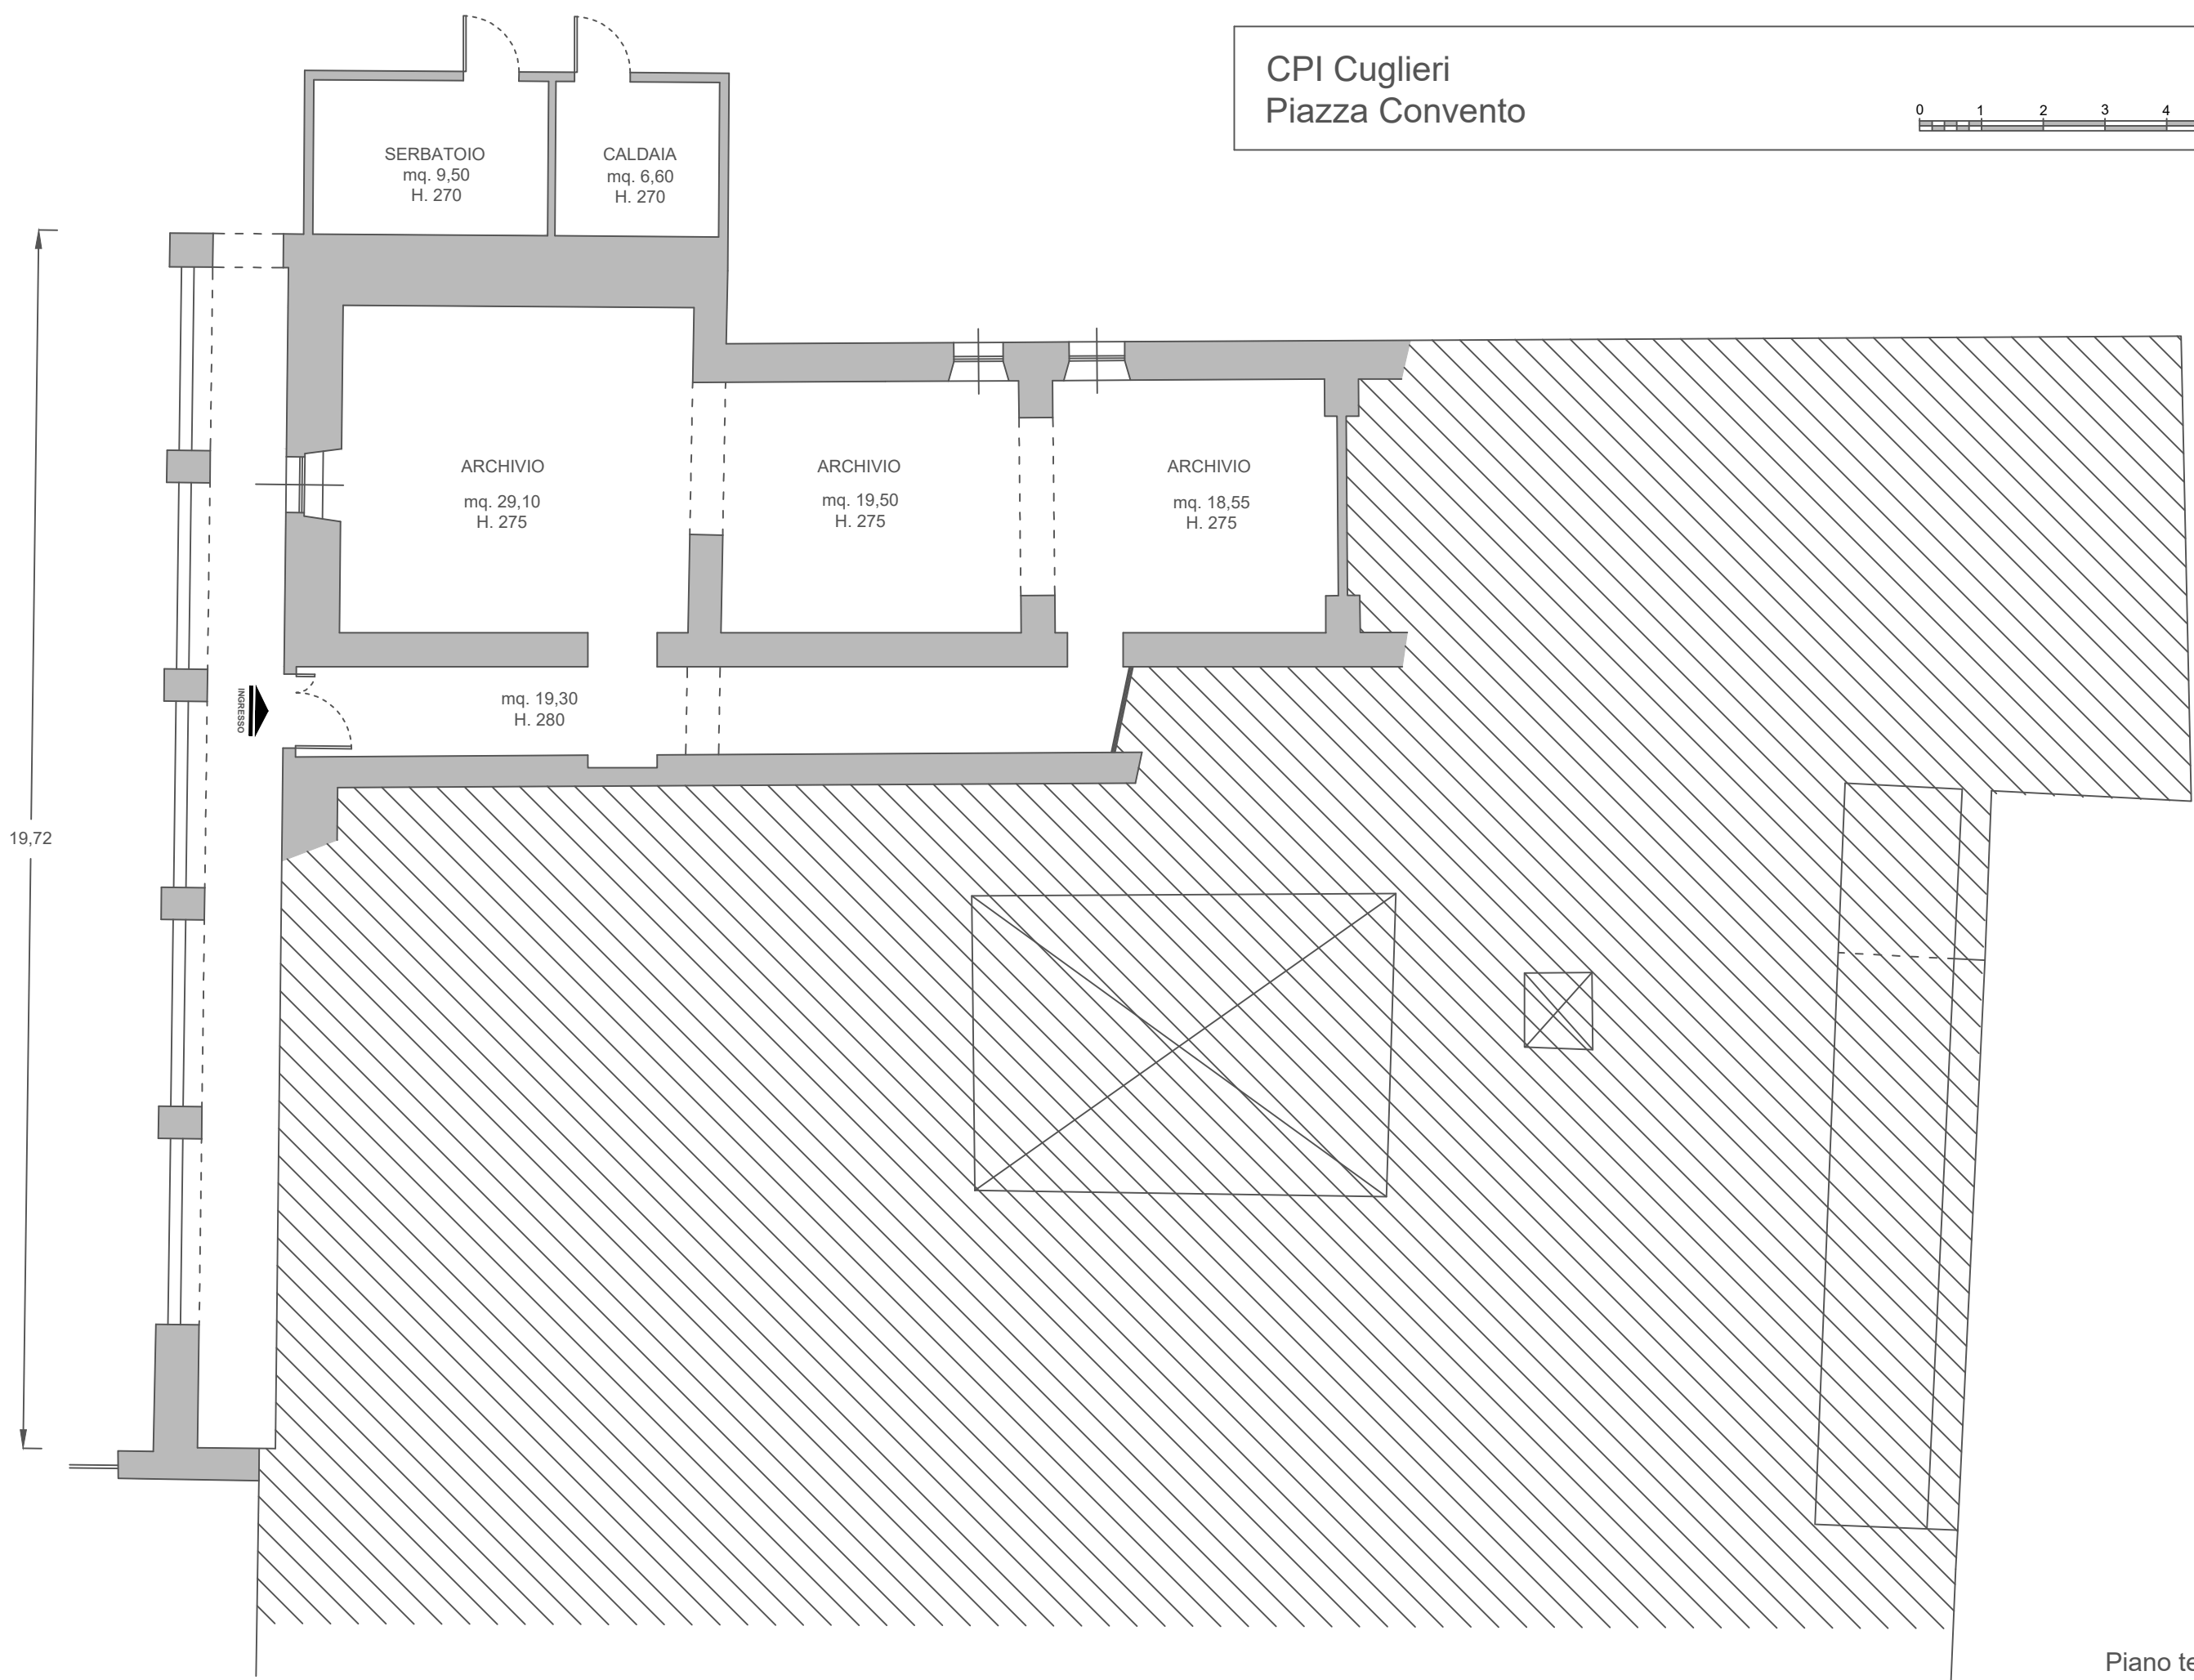 CPI Cuglieri
Piazza Convento
0 1 2 3 4
SERBATOIO
mq. 9,50
H. 270
CALDAIA
mq. 6,60
H. 270
ARCHIVIO
mq. 29,10
H. 275
ARCHIVIO
mq. 19,50
H. 275
ARCHIVIO
mq. 18,55
H. 275
INGRESSO
mq. 19,30
H. 280
19,72
Piano te